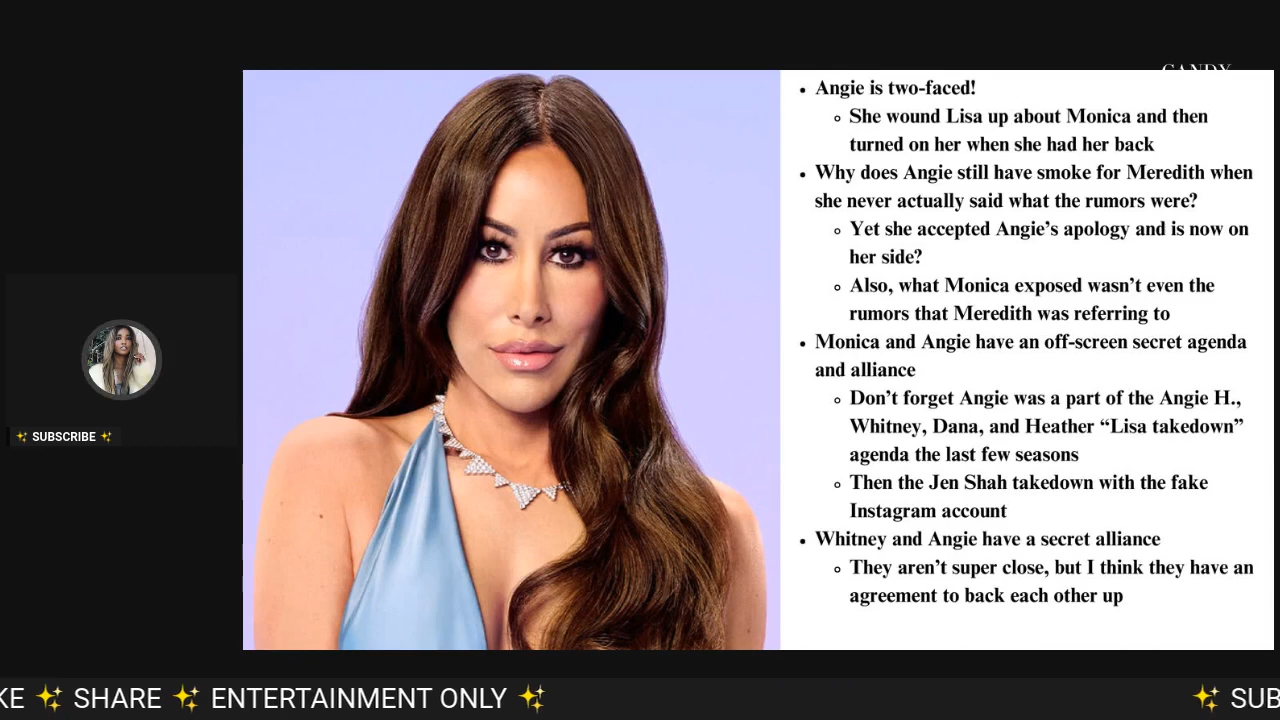 CANDY
• Angie is two-faced!
◦ She wound Lisa up about Monica and then
turned on her when she had her back
• Why does Angie still have smoke for Meredith when
she never actually said what the rumors were?
◦ Yet she accepted Angie’s apology and is now on
her side?
◦ Also, what Monica exposed wasn’t even the
rumors that Meredith was referring to
• Monica and Angie have an off-screen secret agenda
and alliance
◦ Don’t forget Angie was a part of the Angie H.,
Whitney, Dana, and Heather “Lisa takedown”
agenda the last few seasons
◦ Then the Jen Shah takedown with the fake
Instagram account
• Whitney and Angie have a secret alliance
◦ They aren’t super close, but I think they have an
agreement to back each other up
✨ SUBSCRIBE ✨
KE ✨ SHARE ✨ ENTERTAINMENT ONLY ✨ ✨ SUB